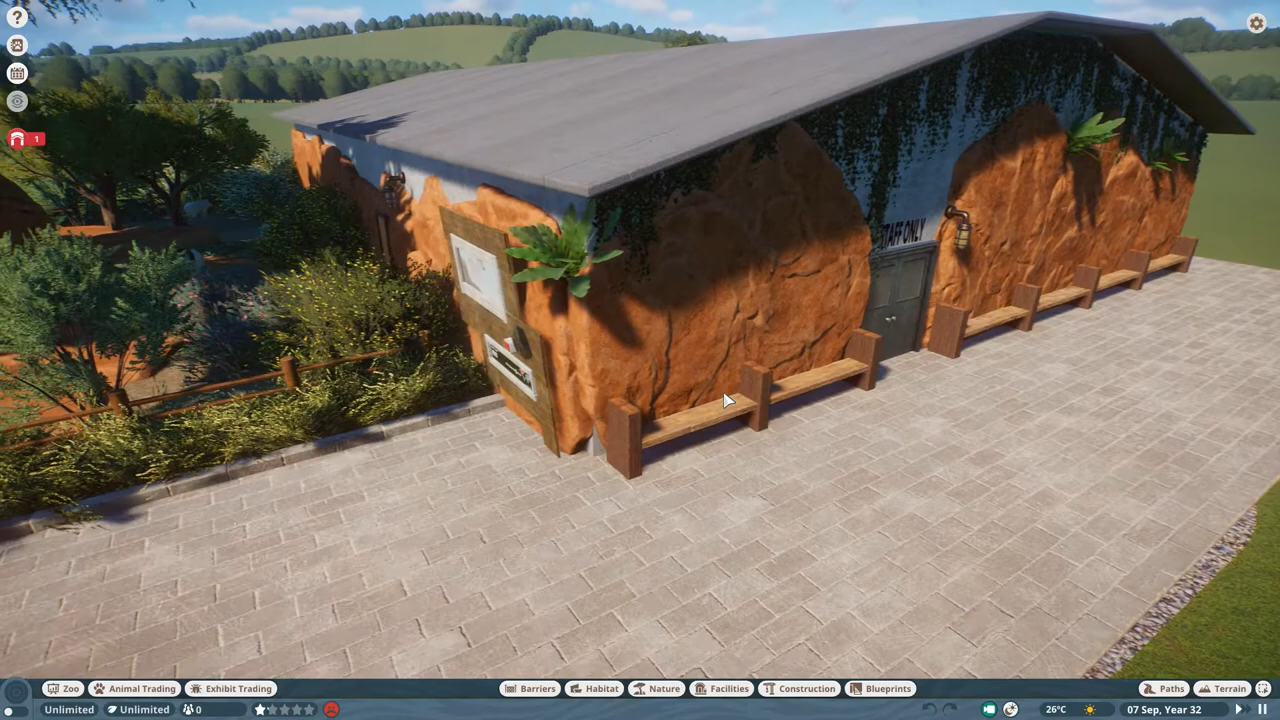 ?
1
STAFF ONLY
Zoo
Animal Trading
Exhibit Trading
Barriers
Habitat
Nature
Facilities
Construction
Blueprints
Paths
Terrain
Unlimited
Unlimited
0
26°C
07 Sep, Year 32